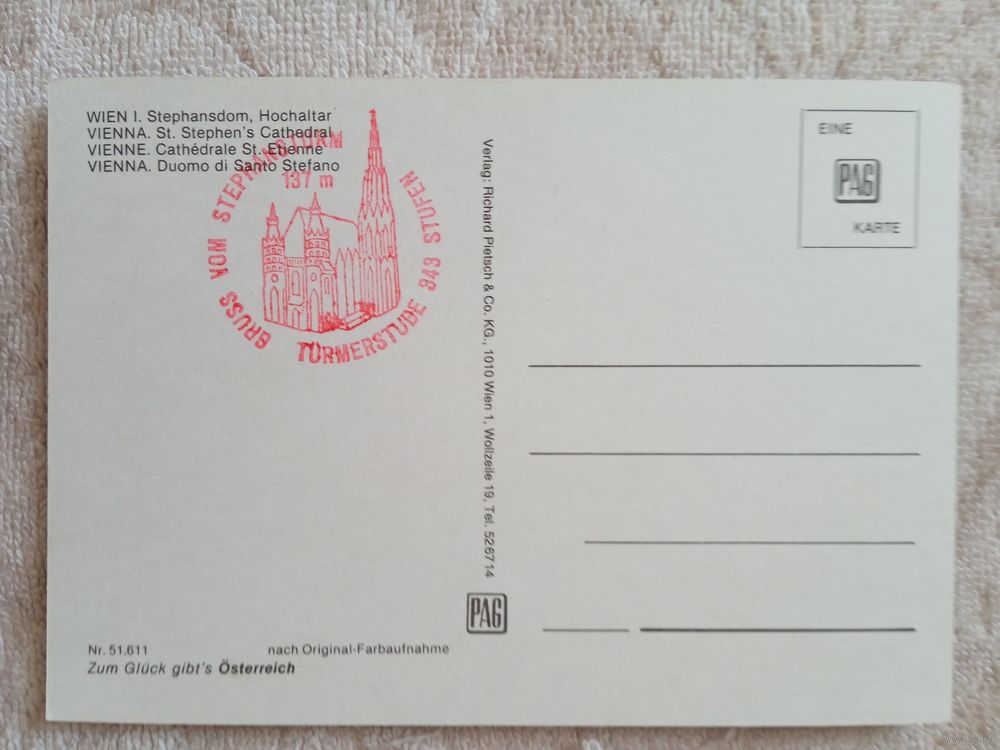 WIEN I. Stephansdom, Hochaltar
VIENNA. St. Stephen's Cathedral
VIENNE. Cathédrale St. Etienne
VIENNA. Duomo di Santo Stefano
GRUSS VOM STEPHANSTURM
137 m
TÜRMERSTUBE 343 STUFEN
Verlag: Richard Pietsch & Co. KG., 1010 Wien 1, Wollzeile 19, Tel. 526714
EINE
PAG
KARTE
PAG
Nr. 51.611
nach Original-Farbaufnahme
Zum Glück gibt's Österreich